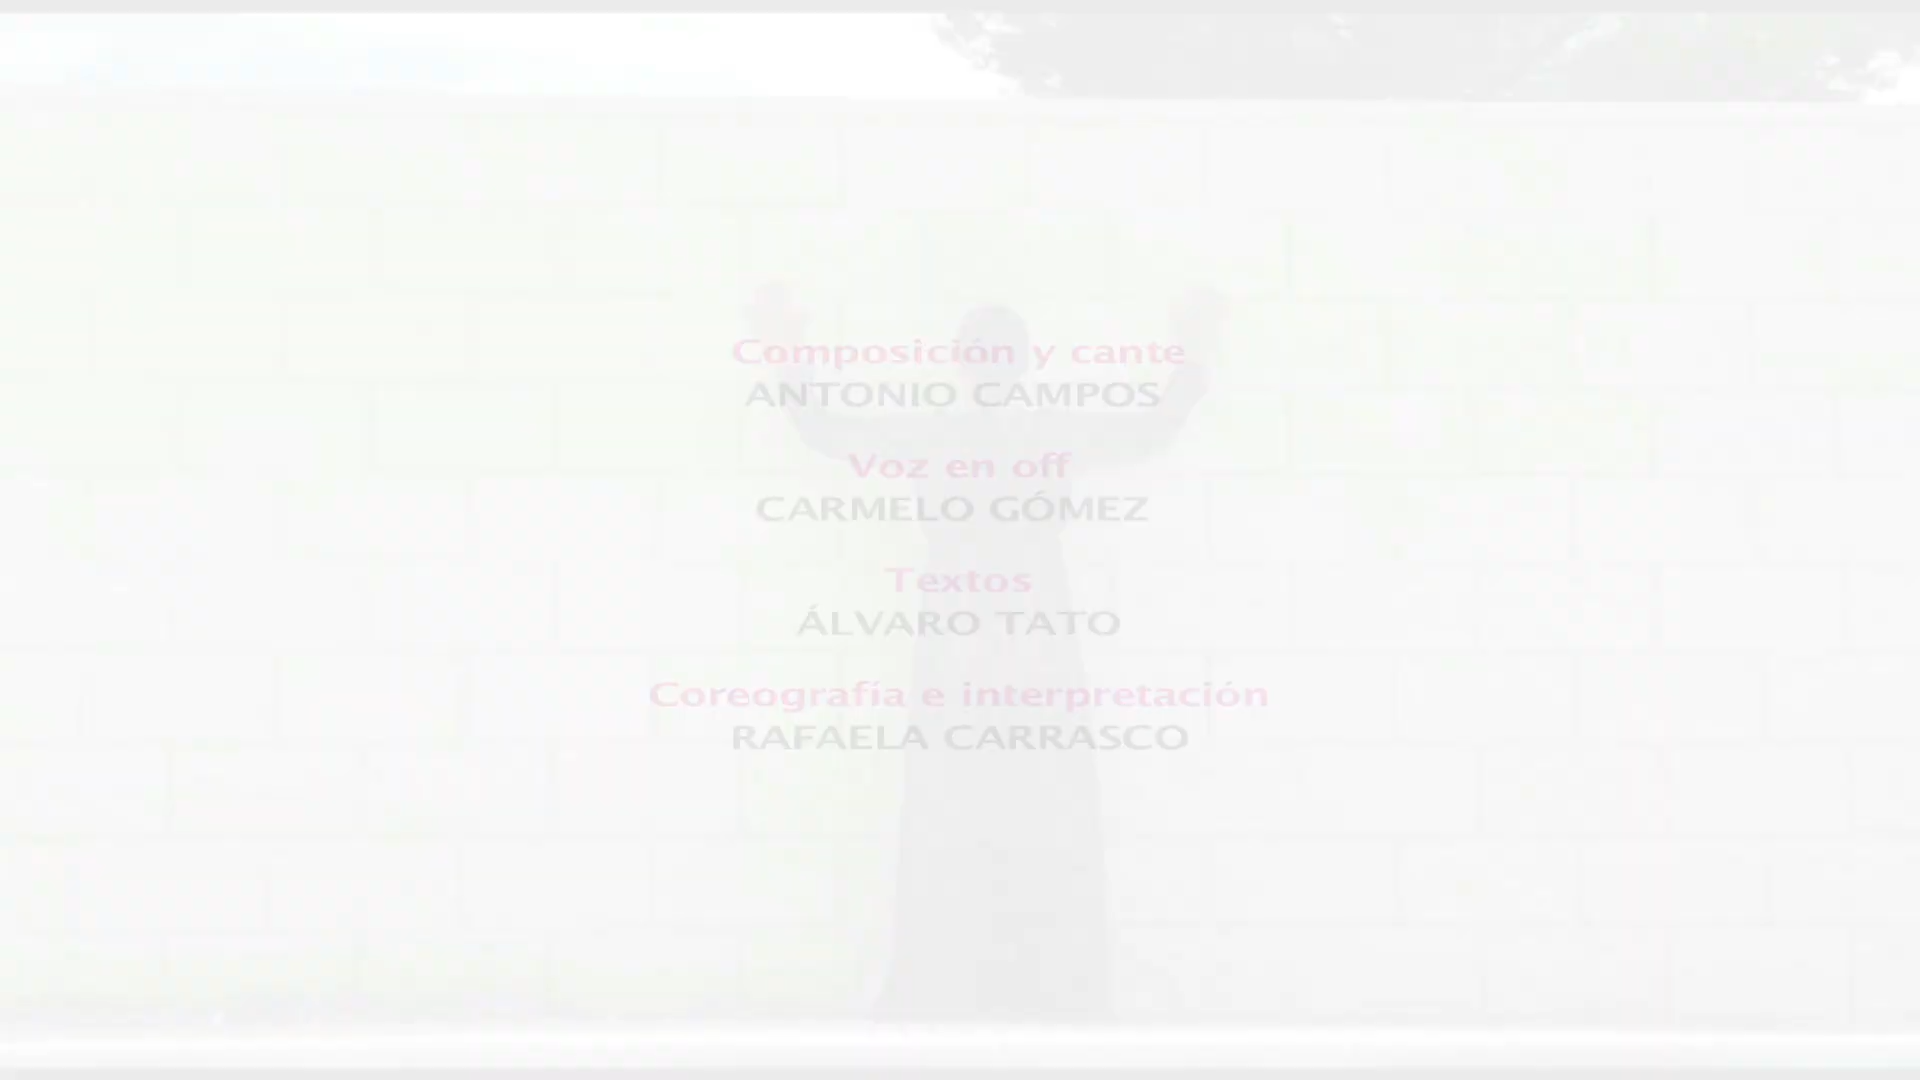 Composición y cante
ANTONIO CAMPOS
Voz en off
CARMELO GÓMEZ
Textos
ÁLVARO TATO
Coreografía e interpretación
RAFAELA CARRASCO